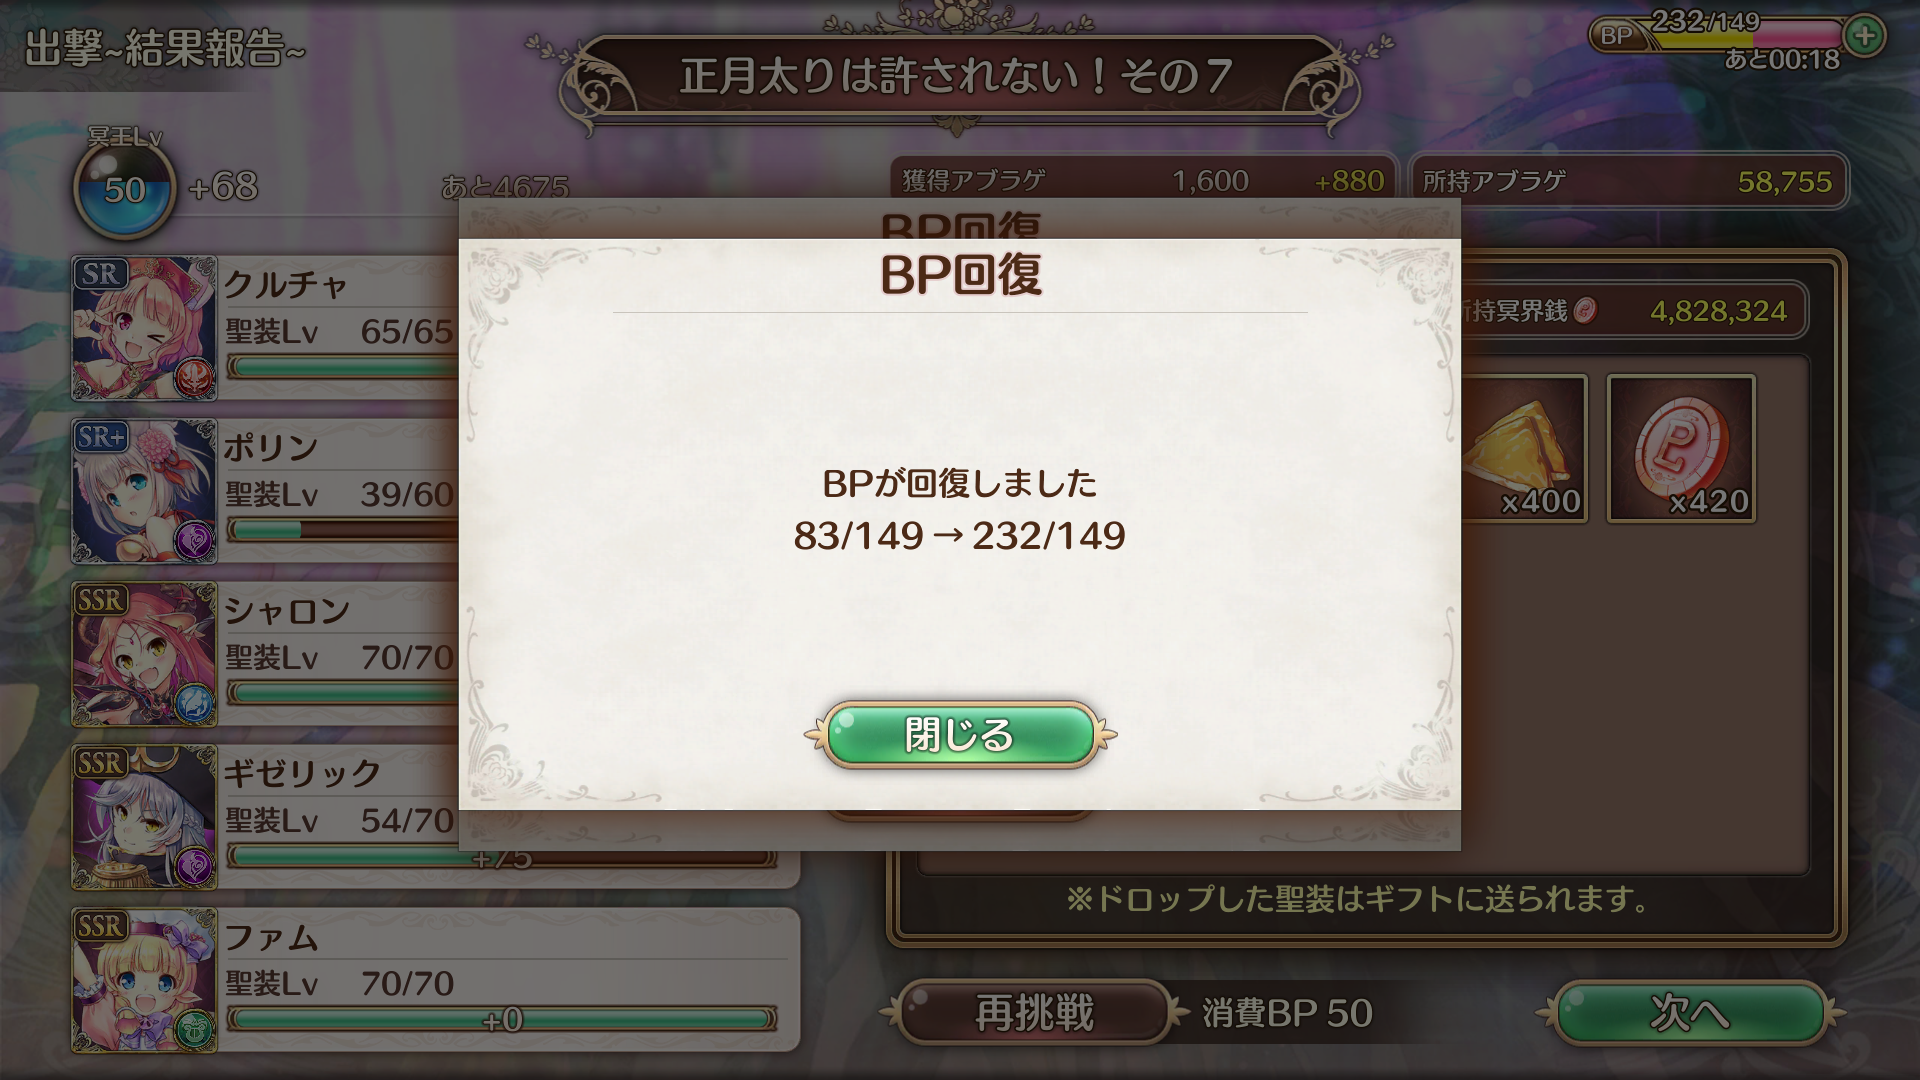 出撃~結果報告~
正月太りは許されない！その７
BP 232/149
あと00:18
冥王Lv
50 +68
あと4675
獲得アブラゲ 1,600 +880
所持アブラゲ 58,755
BP回復
BP回復
BPが回復しました
83/149→232/149
閉じる
SR クルチャ
聖装Lv 65/65
SR+ ポリン
聖装Lv 39/60
SSR シャロン
聖装Lv 70/70
SSR ギゼリック
聖装Lv 54/70
+75
SSR ファム
聖装Lv 70/70
+0
所持冥界銭 4,828,324
x400
x420
※ドロップした聖装はギフトに送られます。
再挑戦
消費BP 50
次へ